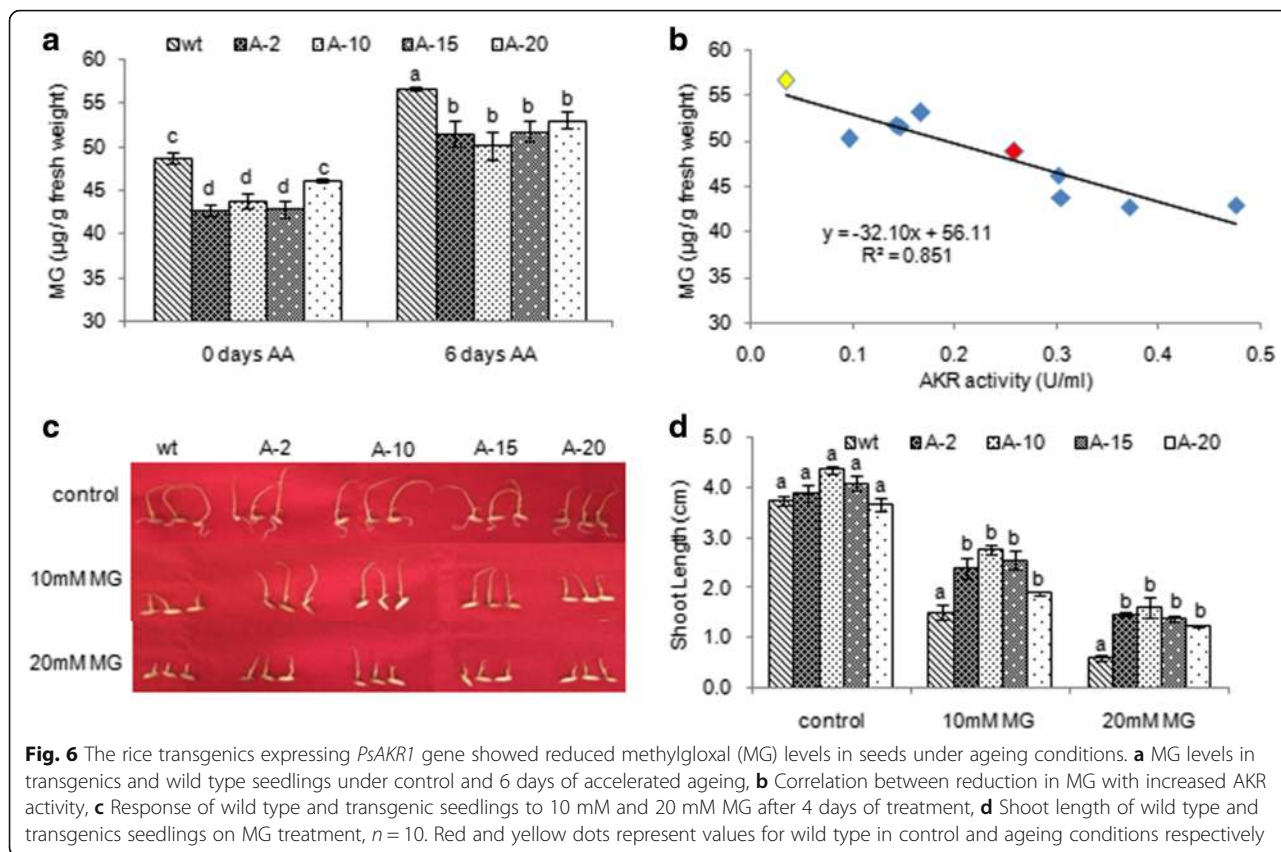 a
wt A-2 A-10 A-15 A-20
60
55
50
45
40
35
30
MG (µg/ g fresh weight)
c d d d c
a b b b b
0 days AA 6 days AA
b
60
55
50
45
40
35
30
MG (µg/g fresh weight)
y = -32.10x + 56.11
R² = 0.851
0.0 0.1 0.2 0.3 0.4 0.5
AKR activity (U/ml)
c
wt A-2 A-10 A-15 A-20
control
10mM MG
20mM MG
d
wt A-2 A-10 A-15 A-20
5.0
4.0
3.0
2.0
1.0
0.0
Shoot Length (cm)
a a a a a
a b b b b
a b b b b
control 10mM MG 20mM MG
Fig. 6 The rice transgenics expressing PsAKR1 gene showed reduced methylgloxal (MG) levels in seeds under ageing conditions. a MG levels in
transgenics and wild type seedlings under control and 6 days of accelerated ageing, b Correlation between reduction in MG with increased AKR
activity, c Response of wild type and transgenic seedlings to 10 mM and 20 mM MG after 4 days of treatment, d Shoot length of wild type and
transgenics seedlings on MG treatment, n = 10. Red and yellow dots represent values for wild type in control and ageing conditions respectively